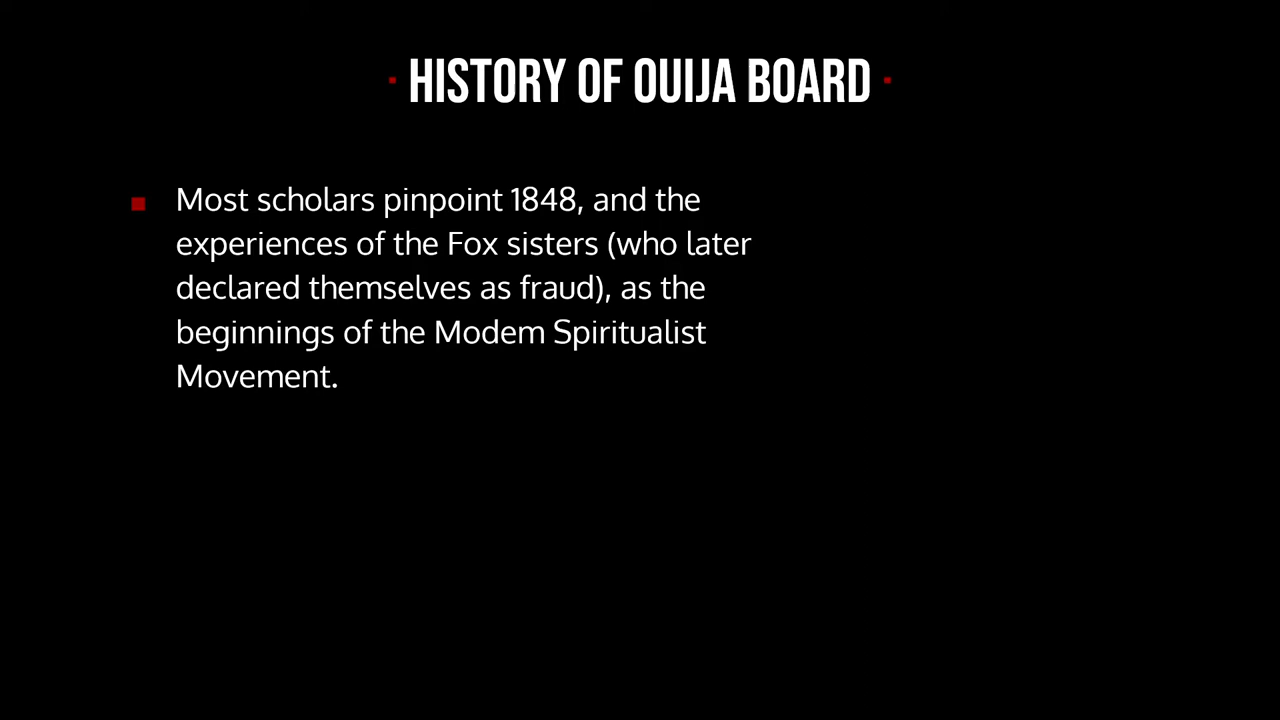 HISTORY OF OUIJA BOARD
Most scholars pinpoint 1848, and the
experiences of the Fox sisters (who later
declared themselves as fraud), as the
beginnings of the Modem Spiritualist
Movement.